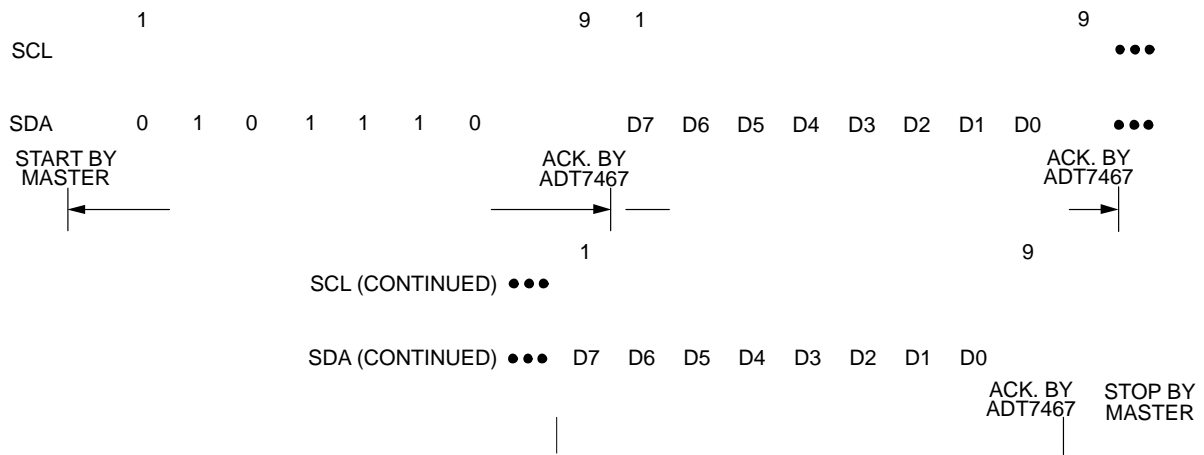 1 9 1 9
SCL •••
SDA 0 1 0 1 1 1 0 D7 D6 D5 D4 D3 D2 D1 D0 •••
START BY
MASTER
ACK. BY
ADT7467
ACK. BY
ADT7467
1 9
SCL (CONTINUED) •••
SDA (CONTINUED) ••• D7 D6 D5 D4 D3 D2 D1 D0
ACK. BY
ADT7467
STOP BY
MASTER